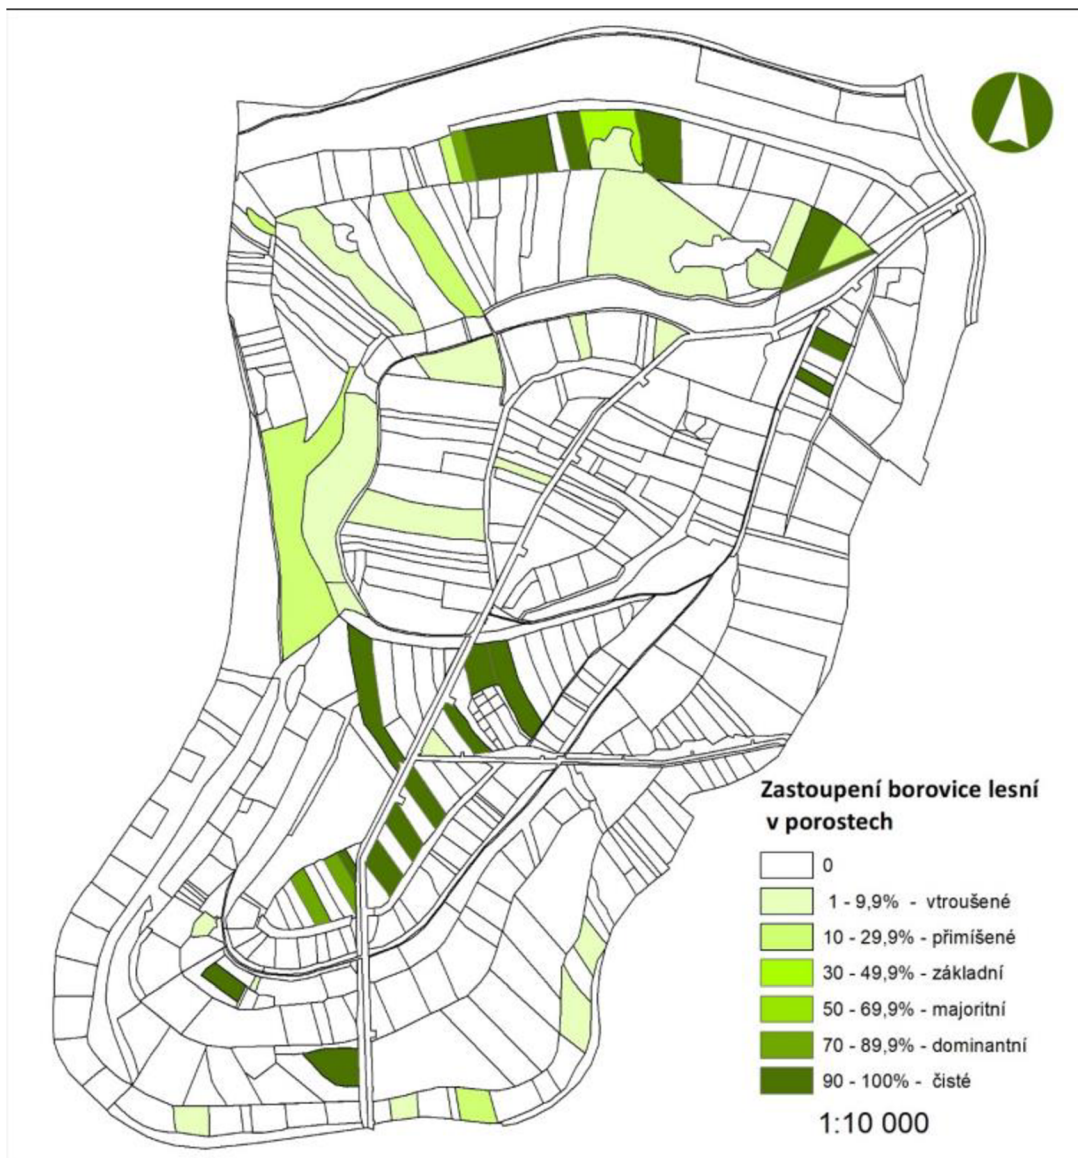 Zastoupení borovice lesní
v porostech
0
1 - 9,9% - vtroušené
10 - 29,9% - přimíšené
30 - 49,9% - základní
50 - 69,9% - majoritní
70 - 89,9% - dominantní
90 - 100% - čisté
1:10 000